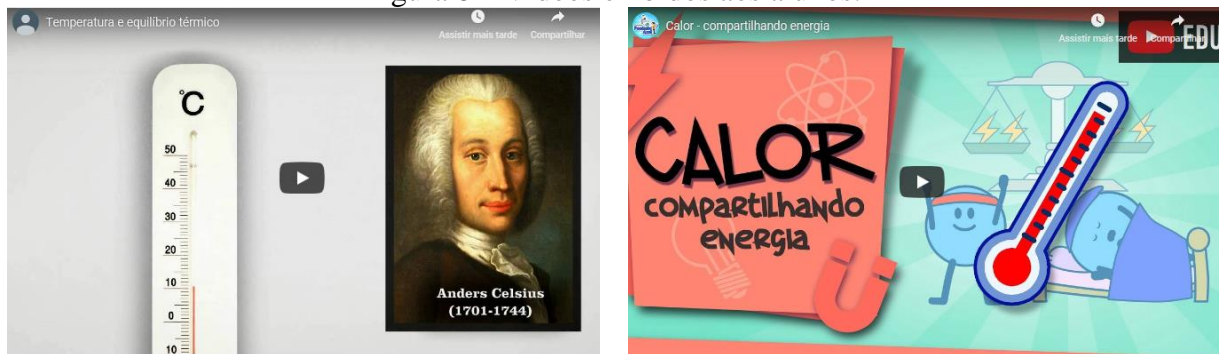 Temperatura e equilíbrio térmico
Assistir mais tarde Compartilhar
°C
50
40
30
20
10
0
10
Anders Celsius
(1701-1744)
Calor - compartilhando energia
Assistir mais tarde Compartilhar
EDU
CALOR
compartilhando
energia